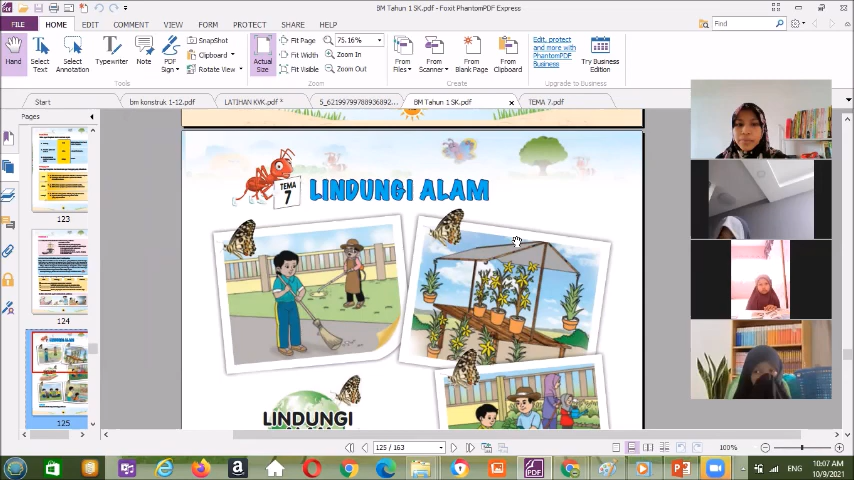 BM Tahun 1 SK.pdf - Foxit PhantomPDF Express
FILE HOME EDIT COMMENT VIEW FORM PROTECT SHARE HELP
Find
Hand
Select Text
Select Annotation
SnapShot
Clipboard
Rotate View
Typewriter
Note
PDF Sign
Actual Size
Fit Page
Fit Width
Fit Visible
75.16%
Zoom In
Zoom Out
From Files
From Scanner
From Blank Page
From Clipboard
Edit, protect and more with PhantomPDF Business
Try Business Edition
Tools View Create Upgrade to Business
Start bm konstruk 1-12.pdf LATIHAN KVK.pdf * 5_62199799788936892... BM Tahun 1 SK.pdf TEMA 7.pdf
Pages
123
124
125
TEMA 7
LINDUNGI ALAM
LINDUNGI
125 / 163
100%
ENG
10:07 AM
10/9/2021